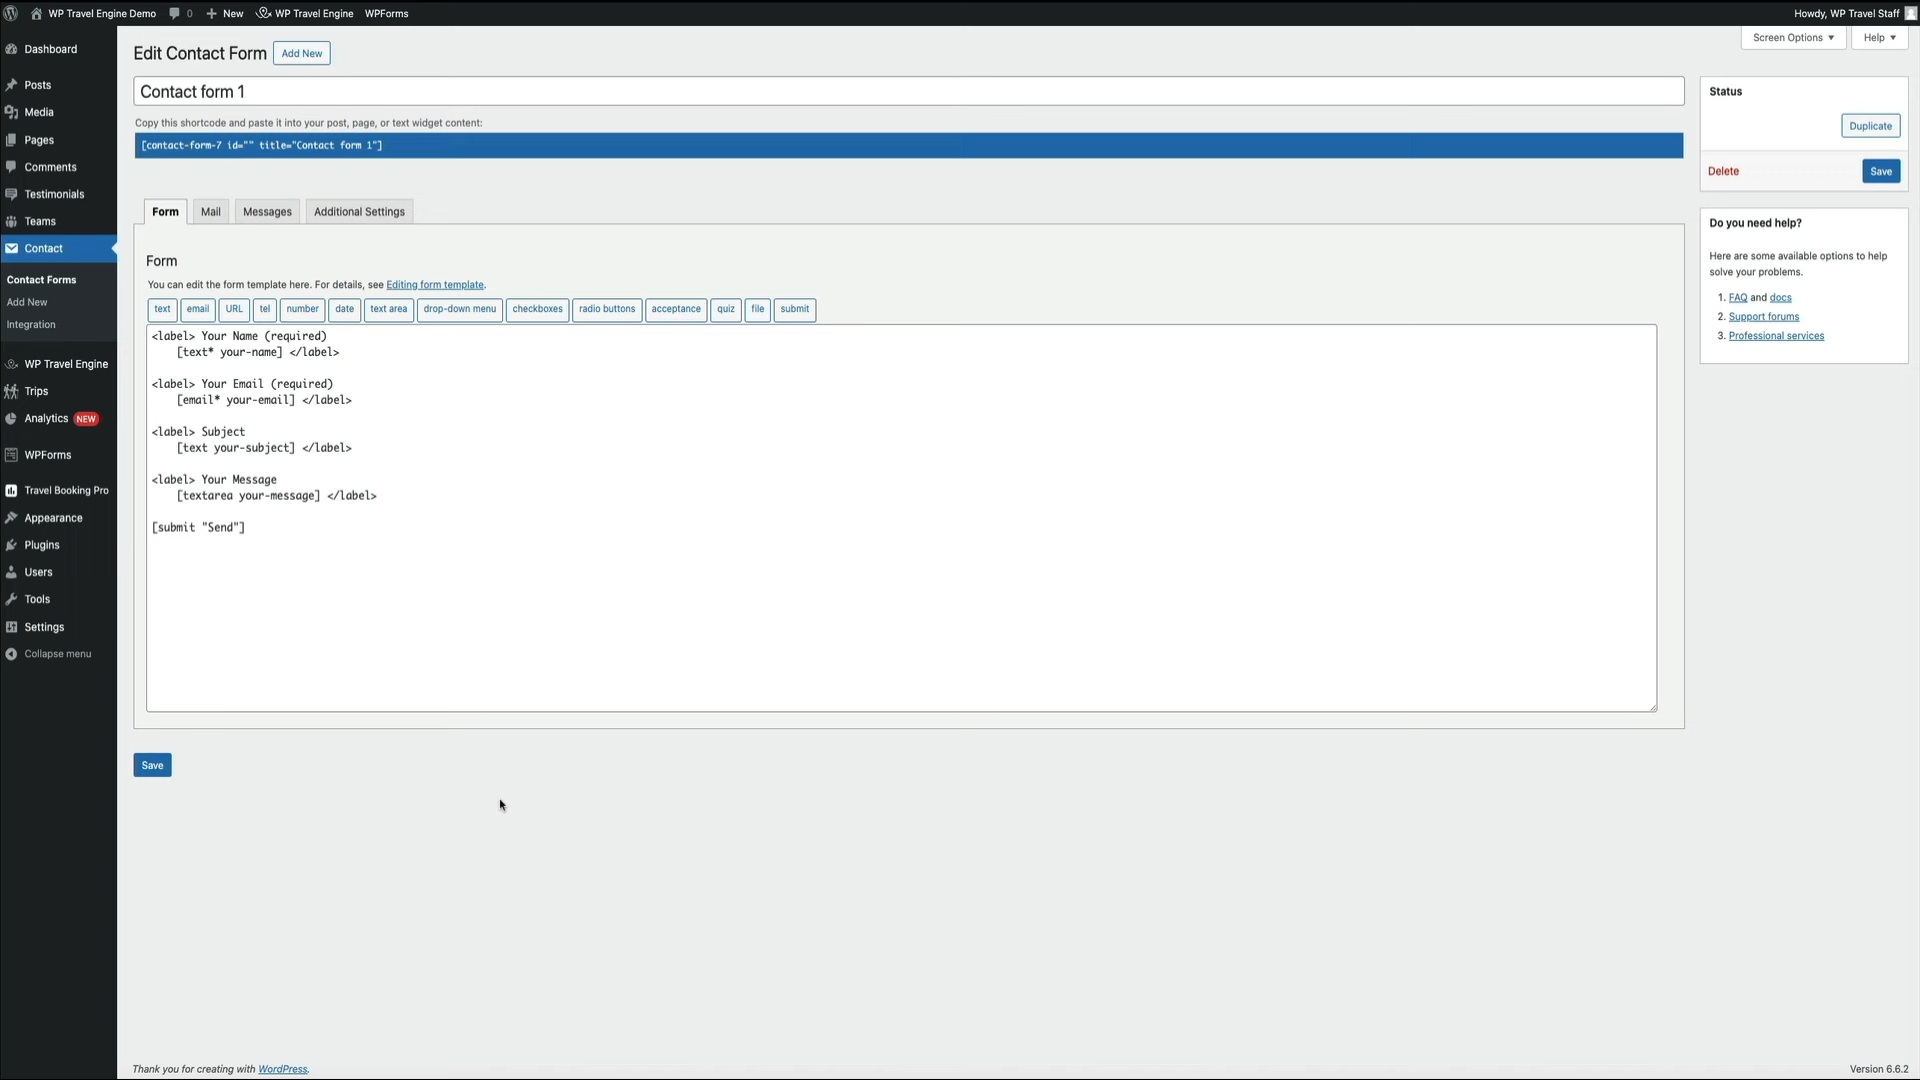 WP Travel Engine Demo 0 New WP Travel Engine WPForms Howdy, WP Travel Staff
Dashboard
Posts
Media
Pages
Comments
Testimonials
Teams
Contact
Contact Forms
Add New
Integration
WP Travel Engine
Trips
Analytics NEW
WPForms
Travel Booking Pro
Appearance
Plugins
Users
Tools
Settings
Collapse menu
Screen Options Help
Edit Contact Form Add New
Contact form 1
Copy this shortcode and paste it into your post, page, or text widget content:
[contact-form-7 id="" title="Contact form 1"]
Form Mail Messages Additional Settings
Form
You can edit the form template here. For details, see Editing form template.
text email URL tel number date text area drop-down menu checkboxes radio buttons acceptance quiz file submit
<label> Your Name (required)
[text* your-name] </label>
<label> Your Email (required)
[email* your-email] </label>
<label> Subject
[text your-subject] </label>
<label> Your Message
[textarea your-message] </label>
[submit "Send"]
Save
Status
Duplicate
Delete Save
Do you need help?
Here are some available options to help
solve your problems.
1. FAQ and docs
2. Support forums
3. Professional services
Thank you for creating with WordPress. Version 6.6.2